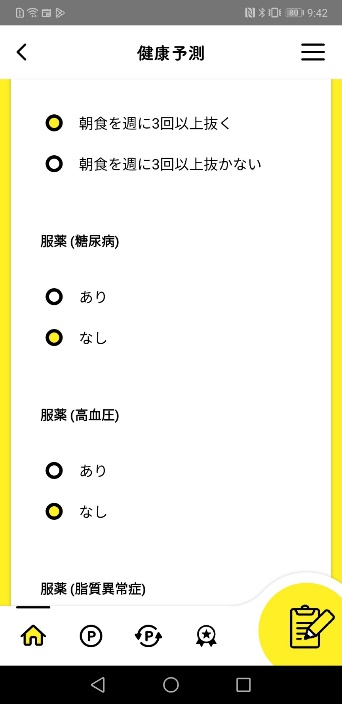 80 9:42
健康予測
朝食を週に3回以上抜く
朝食を週に3回以上抜かない
服薬 (糖尿病)
あり
なし
服薬 (高血圧)
あり
なし
服薬 (脂質異常症)
P
P